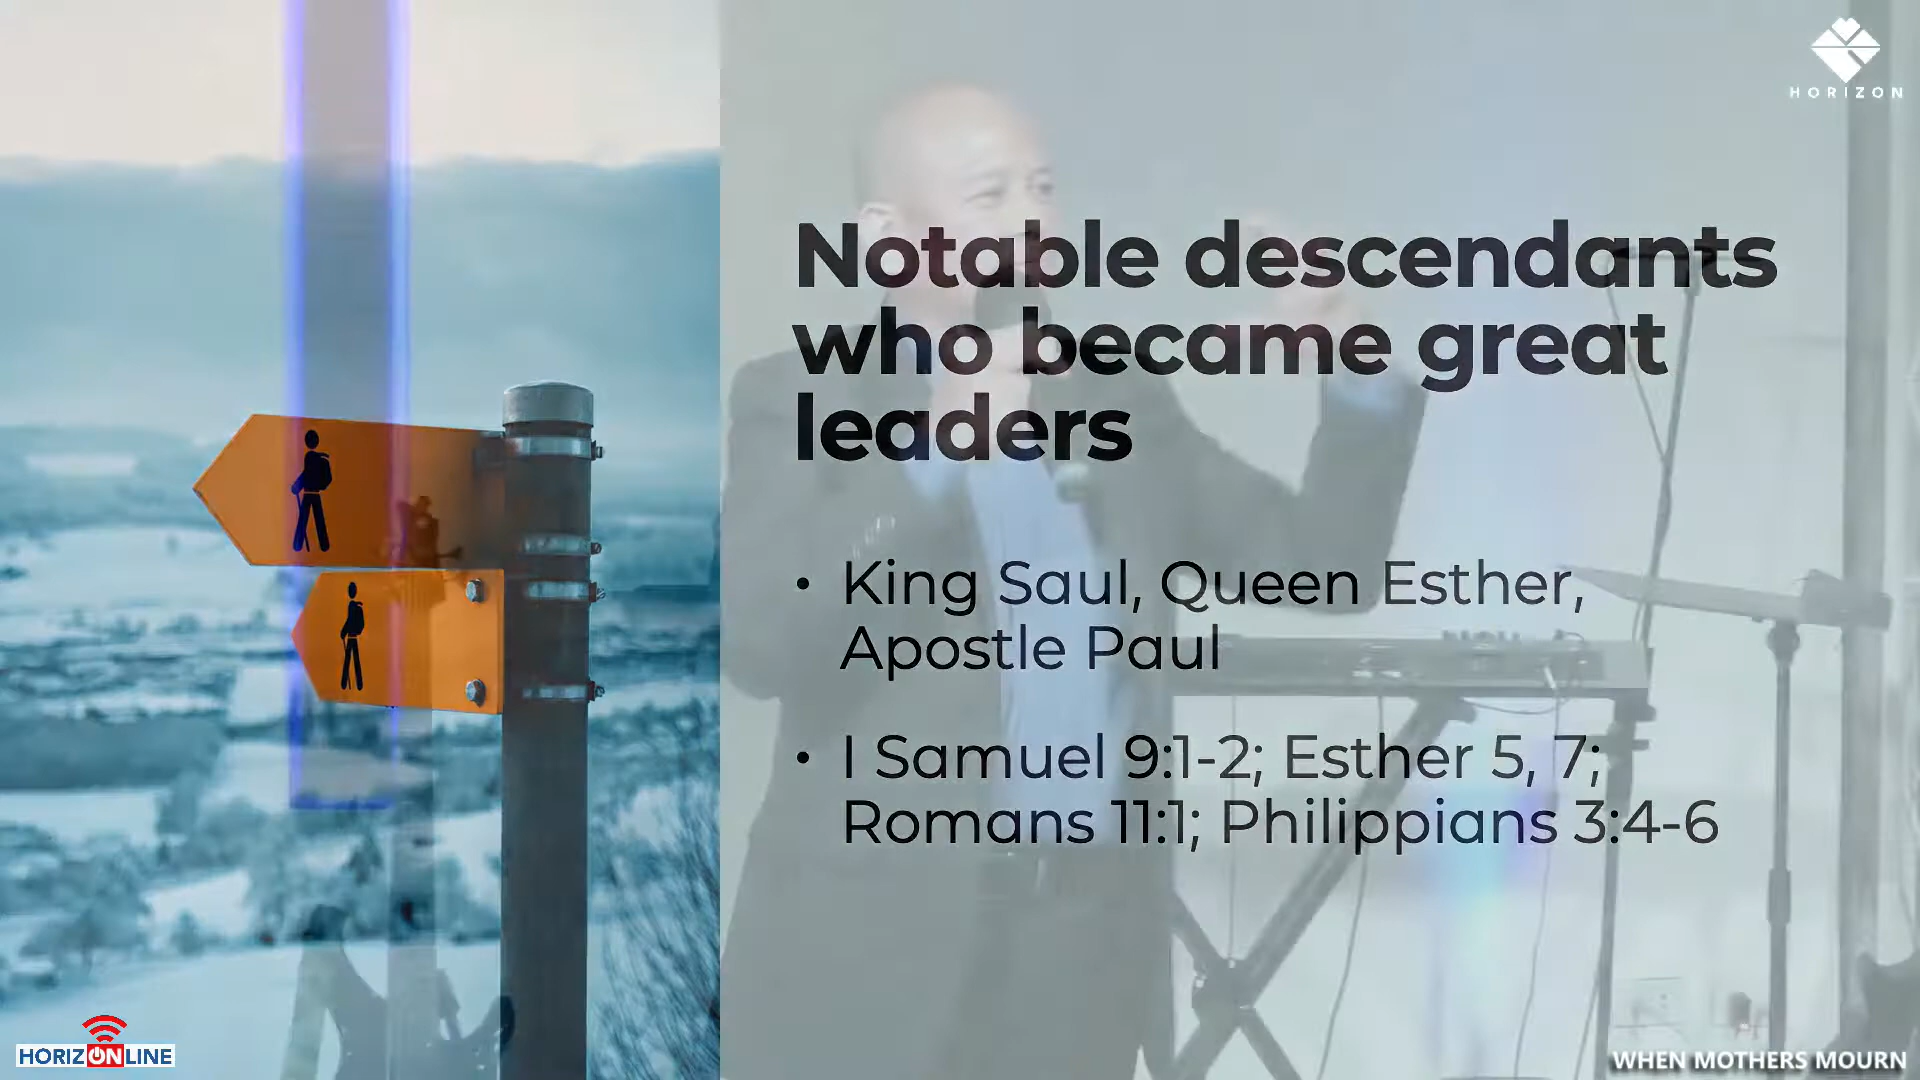 HORIZON
Notable descendants
who became great
leaders
• King Saul, Queen Esther,
Apostle Paul
• I Samuel 9:1-2; Esther 5, 7;
Romans 11:1; Philippians 3:4-6
HORIZONLINE
WHEN MOTHERS MOURN